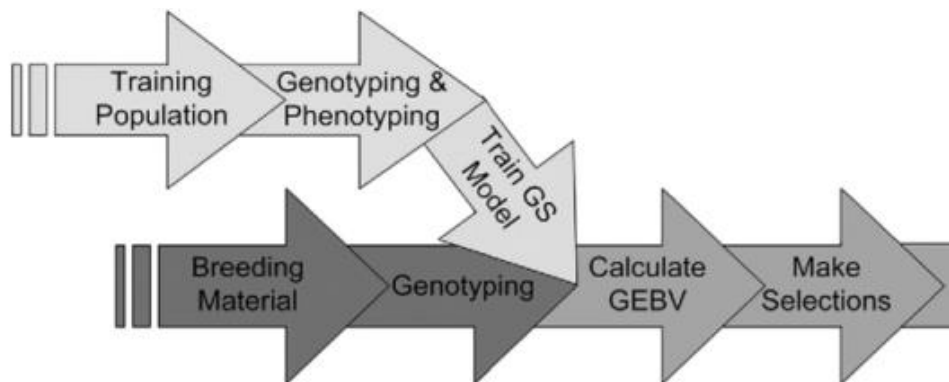 Training
Population
Genotyping &
Phenotyping
Train GS
Model
Breeding
Material
Genotyping
Calculate
GEBV
Make
Selections